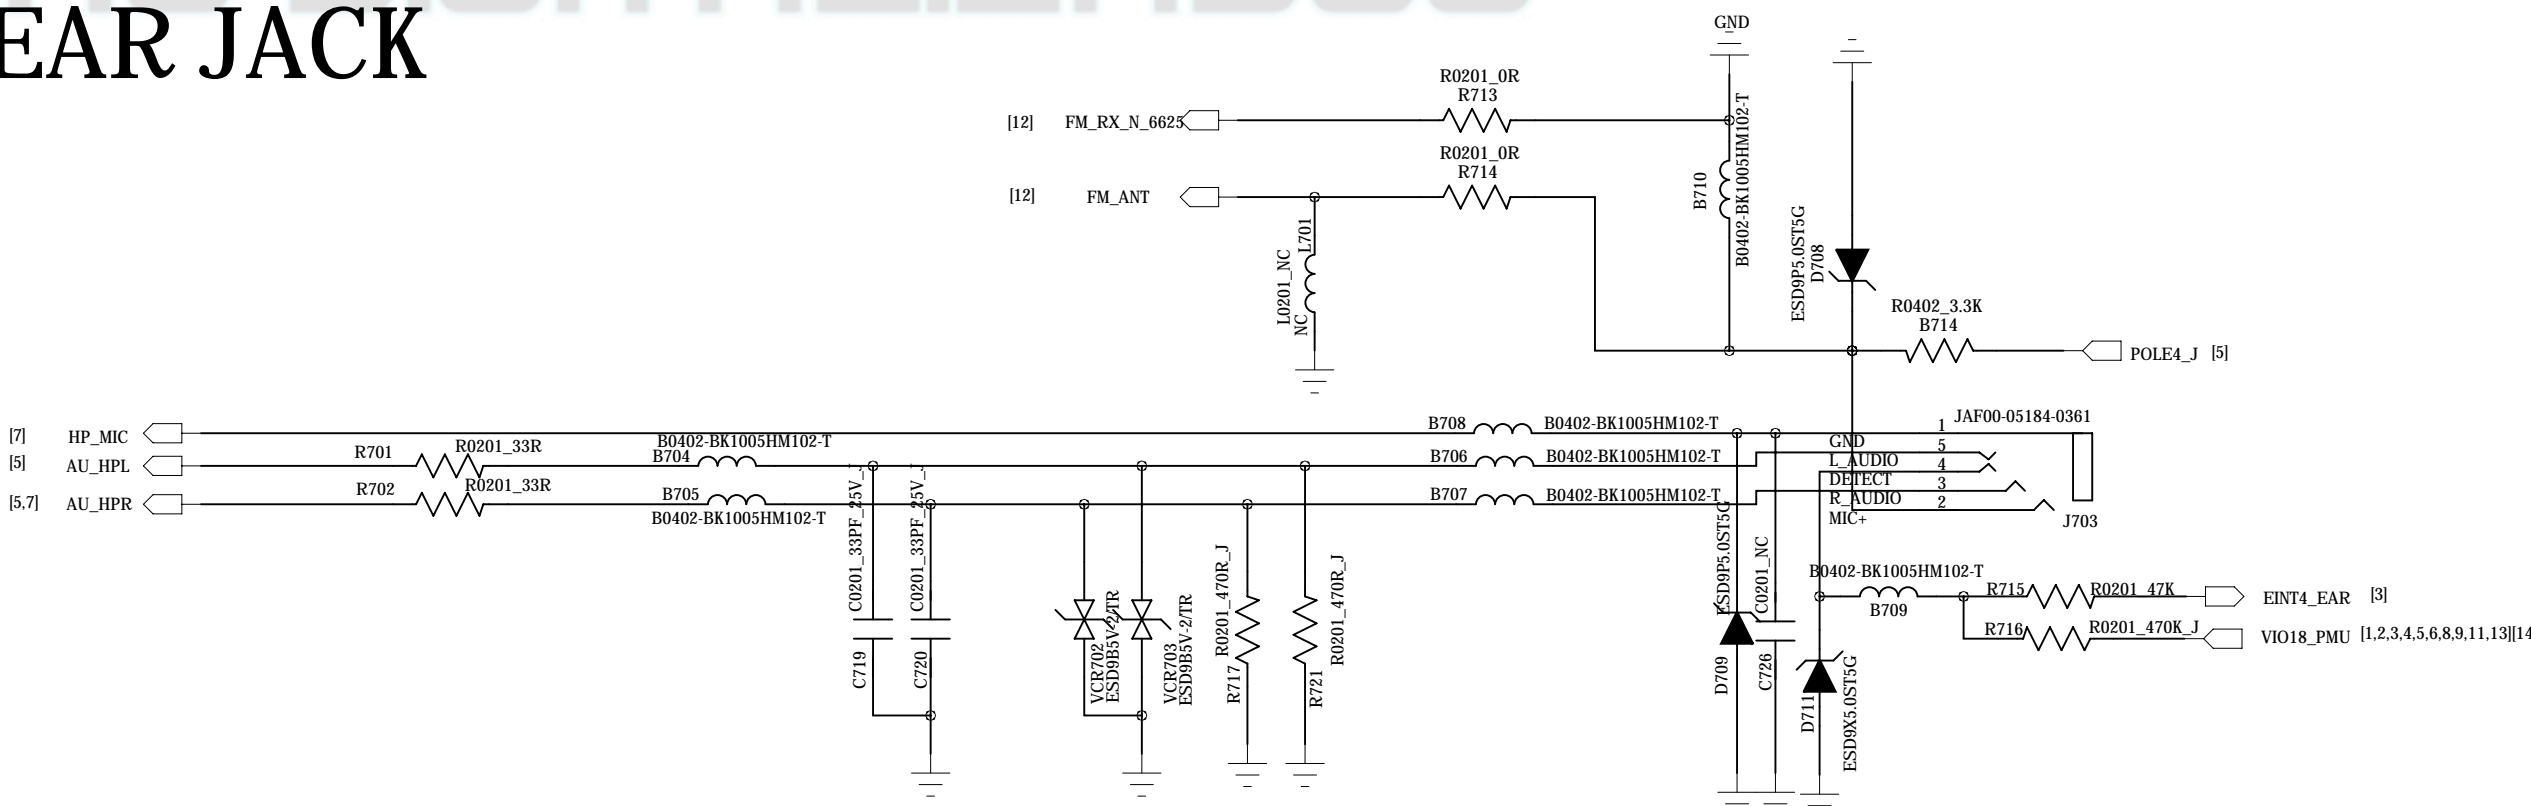 EAR JACK
GND
R0201_0R
R713
[12] FM_RX_N_6625
R0201_0R
R714
[12] FM_ANT
B710
B0402-BK1005HM102-T
L701
L0201_NC
NC
ESD9P5.0ST5G
D708
R0402_3.3K
B714
POLE4_J [5]
[7] HP_MIC
B708 B0402-BK1005HM102-T
1
JAF00-05184-0361
[5] AU_HPL
R701 R0201_33R
B0402-BK1005HM102-T
B704
B706 B0402-BK1005HM102-T
GND
5
L_AUDIO
4
DETECT
3
R_AUDIO
2
MIC+
J703
[5,7] AU_HPR
R702 R0201_33R
B705
B0402-BK1005HM102-T
B707 B0402-BK1005HM102-T
C0201_33PF_25V_J
C719
C0201_33PF_25V_J
C720
VCR702
ESD9B5V-2/TR
VCR703
ESD9B5V-2/TR
R0201_470R_J
R717
R0201_470R_J
R721
ESD9P5.0ST5G
D709
C0201_NC
C726
D711
ESD9X5.0ST5G
B0402-BK1005HM102-T
B709
R715 R0201_47K
EINT4_EAR [3]
R716 R0201_470K_J
VIO18_PMU [1,2,3,4,5,6,8,9,11,13][14